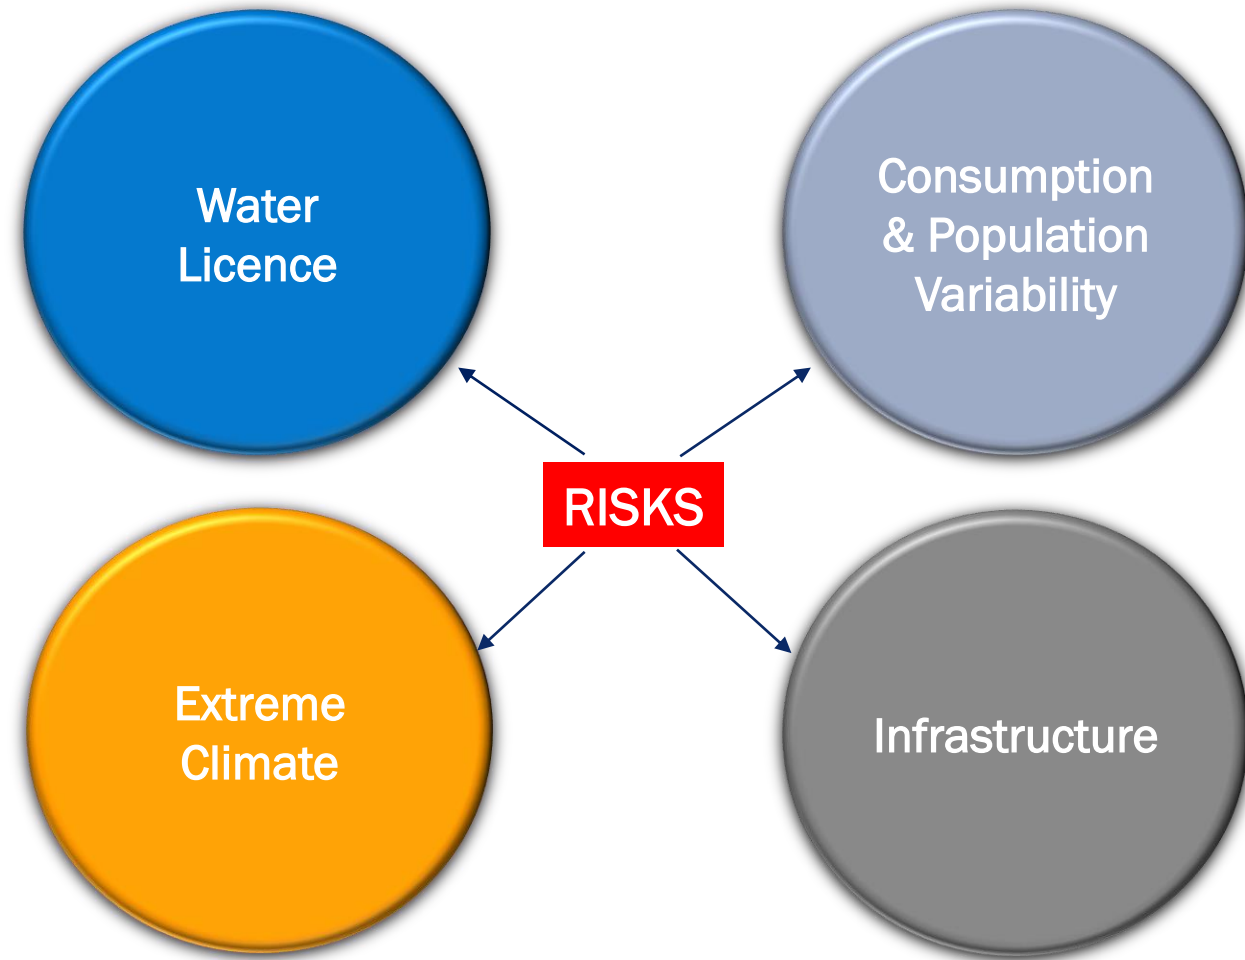 Water
Licence
Consumption
& Population
Variability
RISKS
Extreme
Climate
Infrastructure